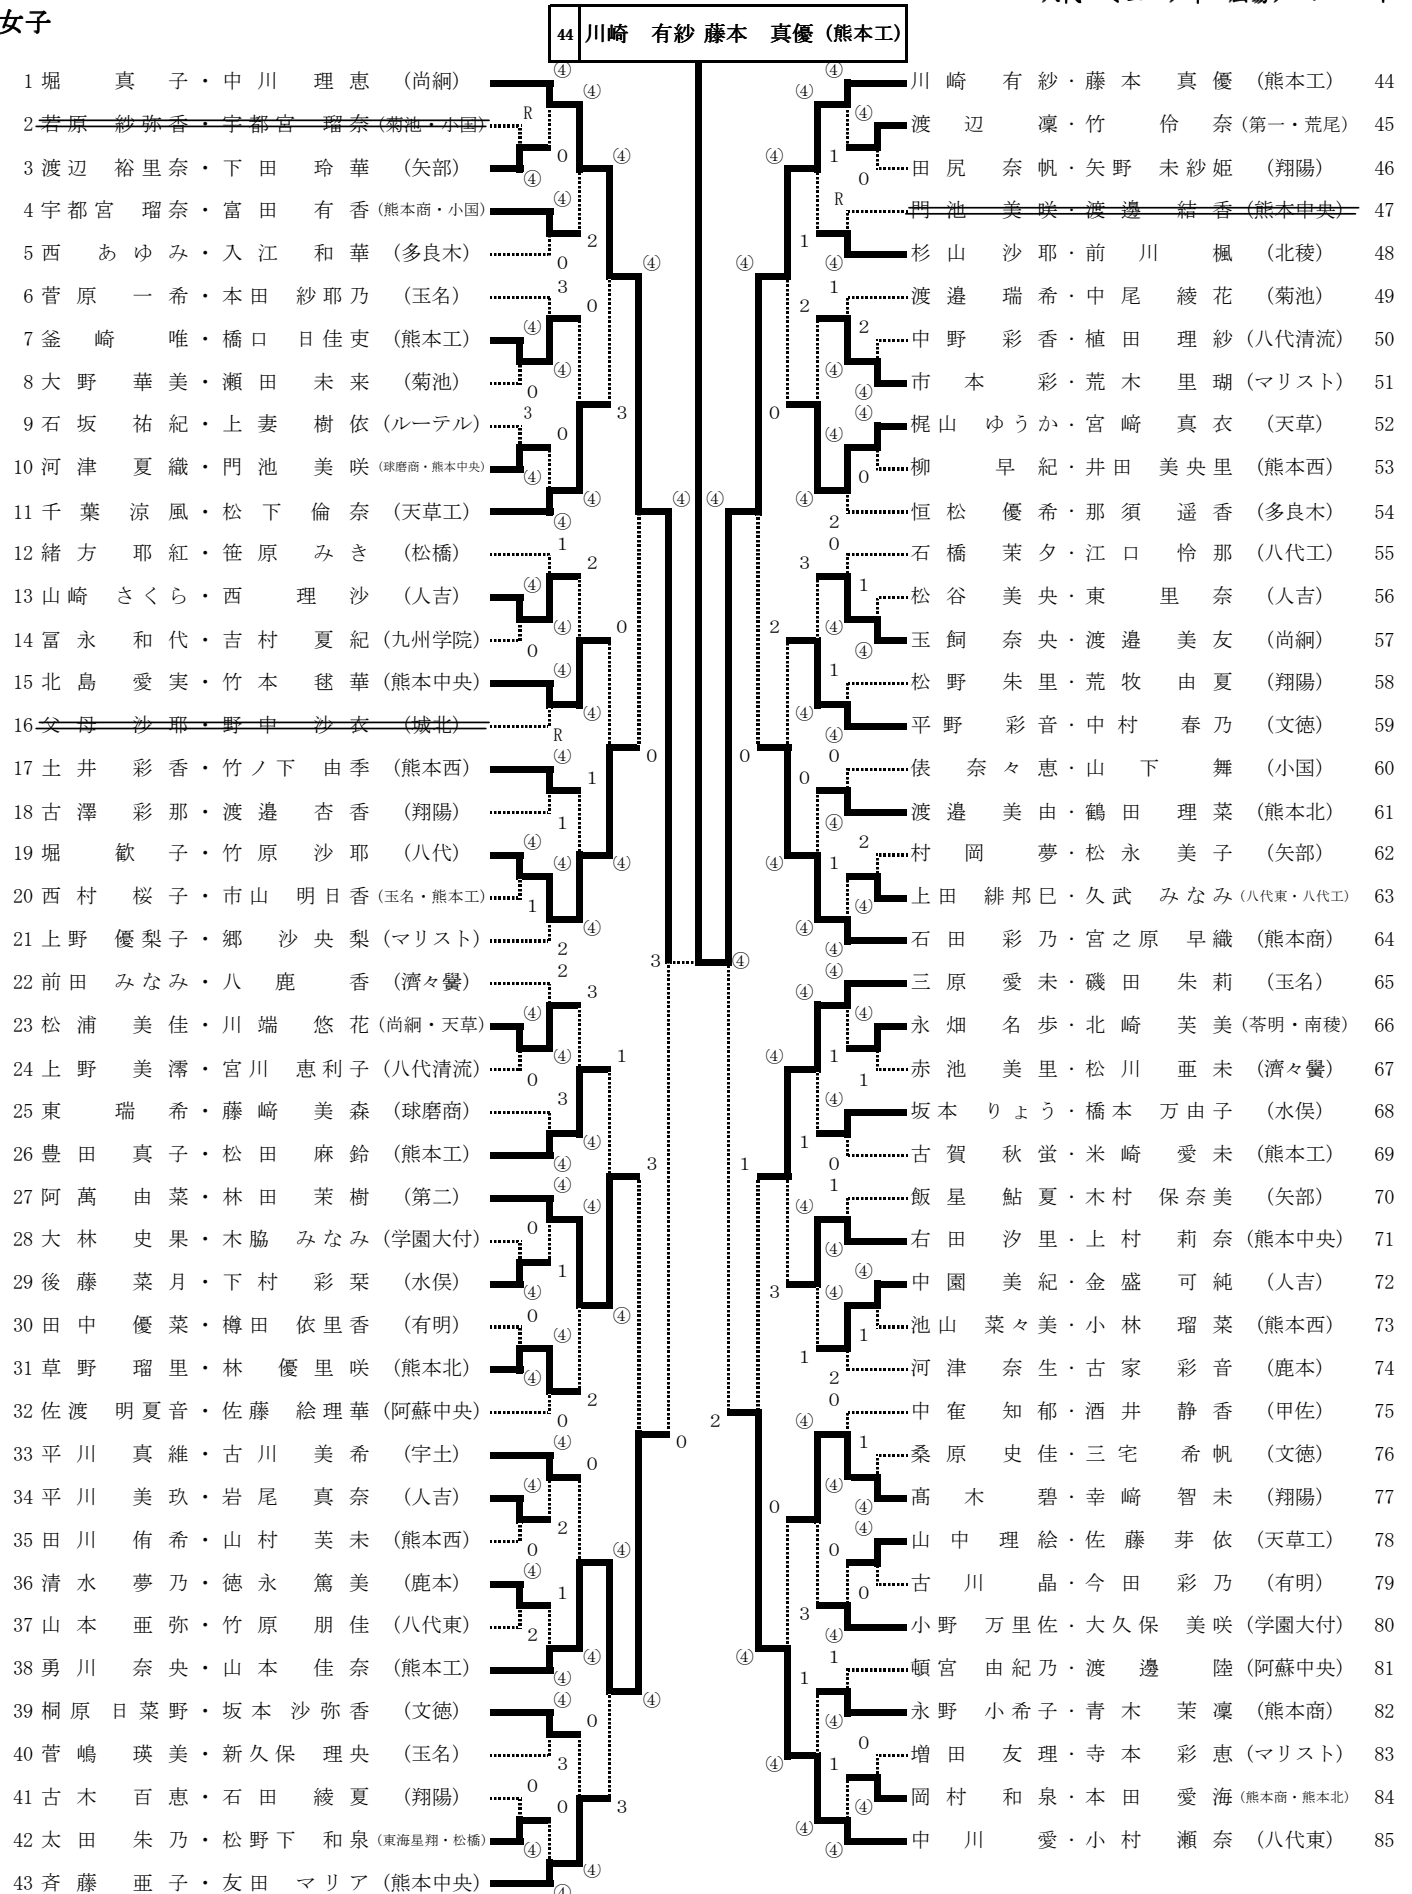 女子
44 川崎 有紗 藤本 真優 (熊本工)
1 堀 真子・中川 理恵 (尚絅)
2 若原 紗弥香・宇都宮 瑠奈 (菊池・小国)
3 渡辺 裕里奈・下田 玲華 (矢部)
4 宇都宮 瑠奈・富田 有香 (熊本商・小国)
5 西 あゆみ・入江 和華 (多良木)
6 菅原 一希・本田 紗耶乃 (玉名)
7 釜崎 唯・橋口 日佳吏 (熊本工)
8 大野 華美・瀬田 未来 (菊池)
9 石坂 祐紀・上妻 樹依 (ルーテル)
10 河津 夏織・門池 美咲 (球磨商・熊本中央)
11 千葉 涼風・松下 倫奈 (天草工)
12 緒方 耶紅・笹原 みき (松橋)
13 山崎 さくら・西 理沙 (人吉)
14 冨永 和代・吉村 夏紀 (九州学院)
15 北島 愛実・竹本 毬華 (熊本中央)
16 父母 沙耶・野中 沙衣 (城北)
17 土井 彩香・竹ノ下 由季 (熊本西)
18 古澤 彩那・渡邉 杏香 (翔陽)
19 堀 歓子・竹原 沙耶 (八代)
20 西村 桜子・市山 明日香 (玉名・熊本工)
21 上野 優梨子・郷 沙央梨 (マリスト)
22 前田 みなみ・八鹿 香 (濟々黌)
23 松浦 美佳・川端 悠花 (尚絅・天草)
24 上野 美澪・宮川 恵利子 (八代清流)
25 東 瑞希・藤﨑 美森 (球磨商)
26 豊田 真子・松田 麻鈴 (熊本工)
27 阿萬 由菜・林田 茉樹 (第二)
28 大林 史果・木脇 みなみ (学園大付)
29 後藤 菜月・下村 彩栞 (水俣)
30 田中 優菜・樽田 依里香 (有明)
31 草野 瑠里・林 優里咲 (熊本北)
32 佐渡 明夏音・佐藤 絵理華 (阿蘇中央)
33 平川 真維・古川 美希 (宇土)
34 平川 美玖・岩尾 真奈 (人吉)
35 田川 侑希・山村 芙未 (熊本西)
36 清水 夢乃・徳永 篤美 (鹿本)
37 山本 亜弥・竹原 朋佳 (八代東)
38 勇川 奈央・山本 佳奈 (熊本工)
39 桐原 日菜野・坂本 沙弥香 (文徳)
40 菅嶋 瑛美・新久保 理央 (玉名)
41 古木 百恵・石田 綾夏 (翔陽)
42 太田 朱乃・松野下 和泉 (東海星翔・松橋)
43 斉藤 亜子・友田 マリア (熊本中央)
川崎 有紗・藤本 真優 (熊本工) 44
渡辺 凜・竹 伶奈 (第一・荒尾) 45
田尻 奈帆・矢野 未紗姫 (翔陽) 46
門池 美咲・渡邉 結香 (熊本中央) 47
杉山 沙耶・前川 楓 (北稜) 48
渡邉 瑞希・中尾 綾花 (菊池) 49
中野 彩香・植田 理紗 (八代清流) 50
市本 彩・荒木 里瑚 (マリスト) 51
梶山 ゆうか・宮﨑 真衣 (天草) 52
柳 早紀・井田 美央里 (熊本西) 53
恒松 優希・那須 遥香 (多良木) 54
石橋 茉夕・江口 怜那 (八代工) 55
松谷 美央・東 里奈 (人吉) 56
玉飼 奈央・渡邉 美友 (尚絅) 57
松野 朱里・荒牧 由夏 (翔陽) 58
平野 彩音・中村 春乃 (文徳) 59
俵 奈々恵・山下 舞 (小国) 60
渡邉 美由・鶴田 理菜 (熊本北) 61
村岡 夢・松永 美子 (矢部) 62
上田 緋邦巳・久武 みなみ (八代東・八代工) 63
石田 彩乃・宮之原 早織 (熊本商) 64
三原 愛未・磯田 朱莉 (玉名) 65
永畑 名歩・北崎 芙美 (苓明・南稜) 66
赤池 美里・松川 亜未 (濟々黌) 67
坂本 りょう・橋本 万由子 (水俣) 68
古賀 秋蛍・米崎 愛未 (熊本工) 69
飯星 鮎夏・木村 保奈美 (矢部) 70
右田 汐里・上村 莉奈 (熊本中央) 71
中園 美紀・金盛 可純 (人吉) 72
池山 菜々美・小林 瑠菜 (熊本西) 73
河津 奈生・古家 彩音 (鹿本) 74
中隺 知郁・酒井 静香 (甲佐) 75
桑原 史佳・三宅 希帆 (文徳) 76
髙木 碧・幸﨑 智未 (翔陽) 77
山中 理絵・佐藤 芽依 (天草工) 78
古川 晶・今田 彩乃 (有明) 79
小野 万里佐・大久保 美咲 (学園大付) 80
頓宮 由紀乃・渡邊 陸 (阿蘇中央) 81
永野 小希子・青木 茉凜 (熊本商) 82
増田 友理・寺本 彩恵 (マリスト) 83
岡村 和泉・本田 愛海 (熊本商・熊本北) 84
中川 愛・小村 瀬奈 (八代東) 85